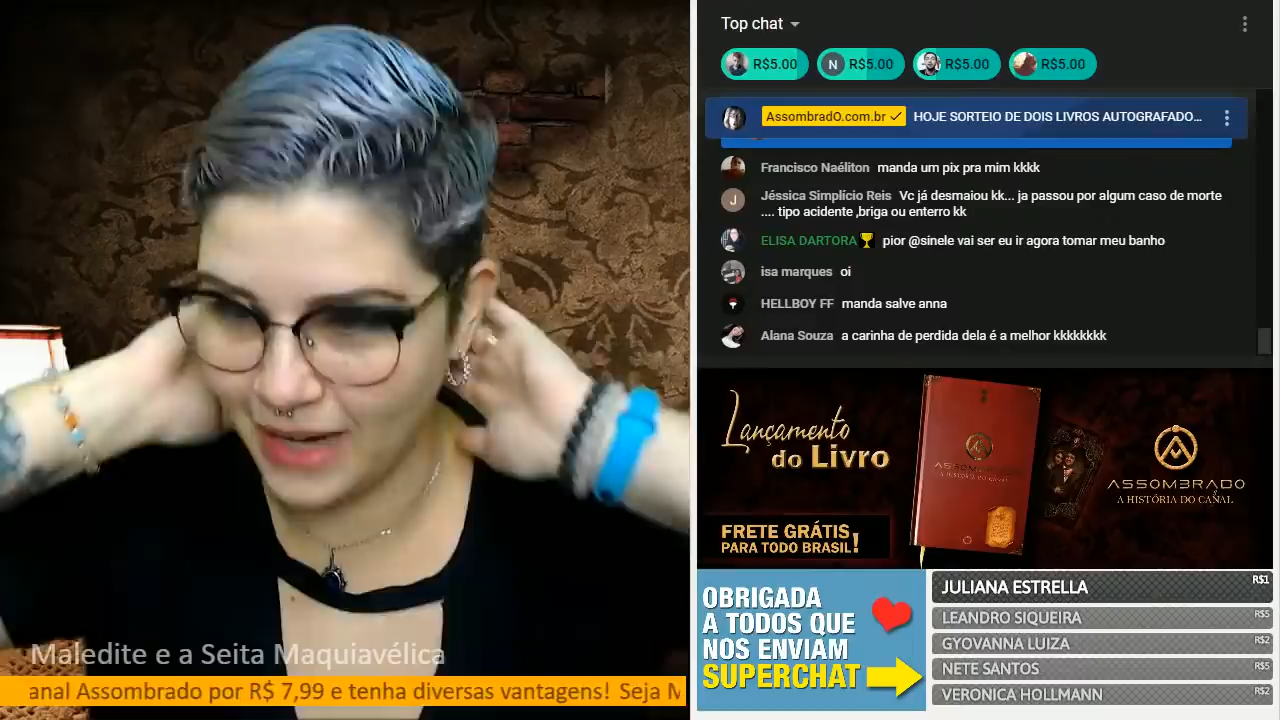 Top chat
R$5.00
N R$5.00
R$5.00
R$5.00
AssombradO.com.br HOJE SORTEIO DE DOIS LIVROS AUTOGRAFADO...
Francisco Naéliton manda um pix pra mim kkkk
J Jéssica Simplício Reis Vc já desmaiou kk... ja passou por algum caso de morte
.... tipo acidente ,briga ou enterro kk
ELISA DARTORA pior @sinele vai ser eu ir agora tomar meu banho
isa marques oi
HELLBOY FF manda salve anna
Alana Souza a carinha de perdida dela é a melhor kkkkkkkk
Lançamento
do Livro
FRETE GRÁTIS
PARA TODO BRASIL!
ASSOMBRADO
A HISTÓRIA DO CANAL
ASSOMBRADO
A HISTÓRIA DO CANAL
OBRIGADA
A TODOS QUE
NOS ENVIAM
SUPERCHAT
JULIANA ESTRELLA R$1
LEANDRO SIQUEIRA R$5
GYOVANNA LUIZA R$2
NETE SANTOS R$5
VERONICA HOLLMANN R$2
Maledite e a Seita Maquiavélica
anal Assombrado por R$ 7,99 e tenha diversas vantagens! Seja M